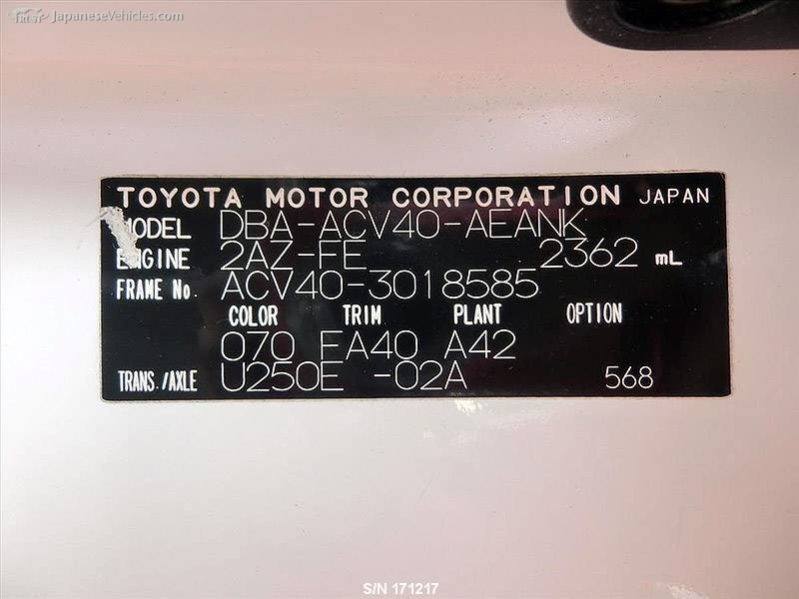 JapaneseVehicles.com
TOYOTA MOTOR CORPORATION JAPAN
MODEL DBA-ACV40-AEANK
ENGINE 2AZ-FE 2362 mL
FRAME No. ACV40-3018585
COLOR TRIM PLANT OPTION
070 FA40 A42
TRANS./AXLE U250E -02A 568
S/N 171217